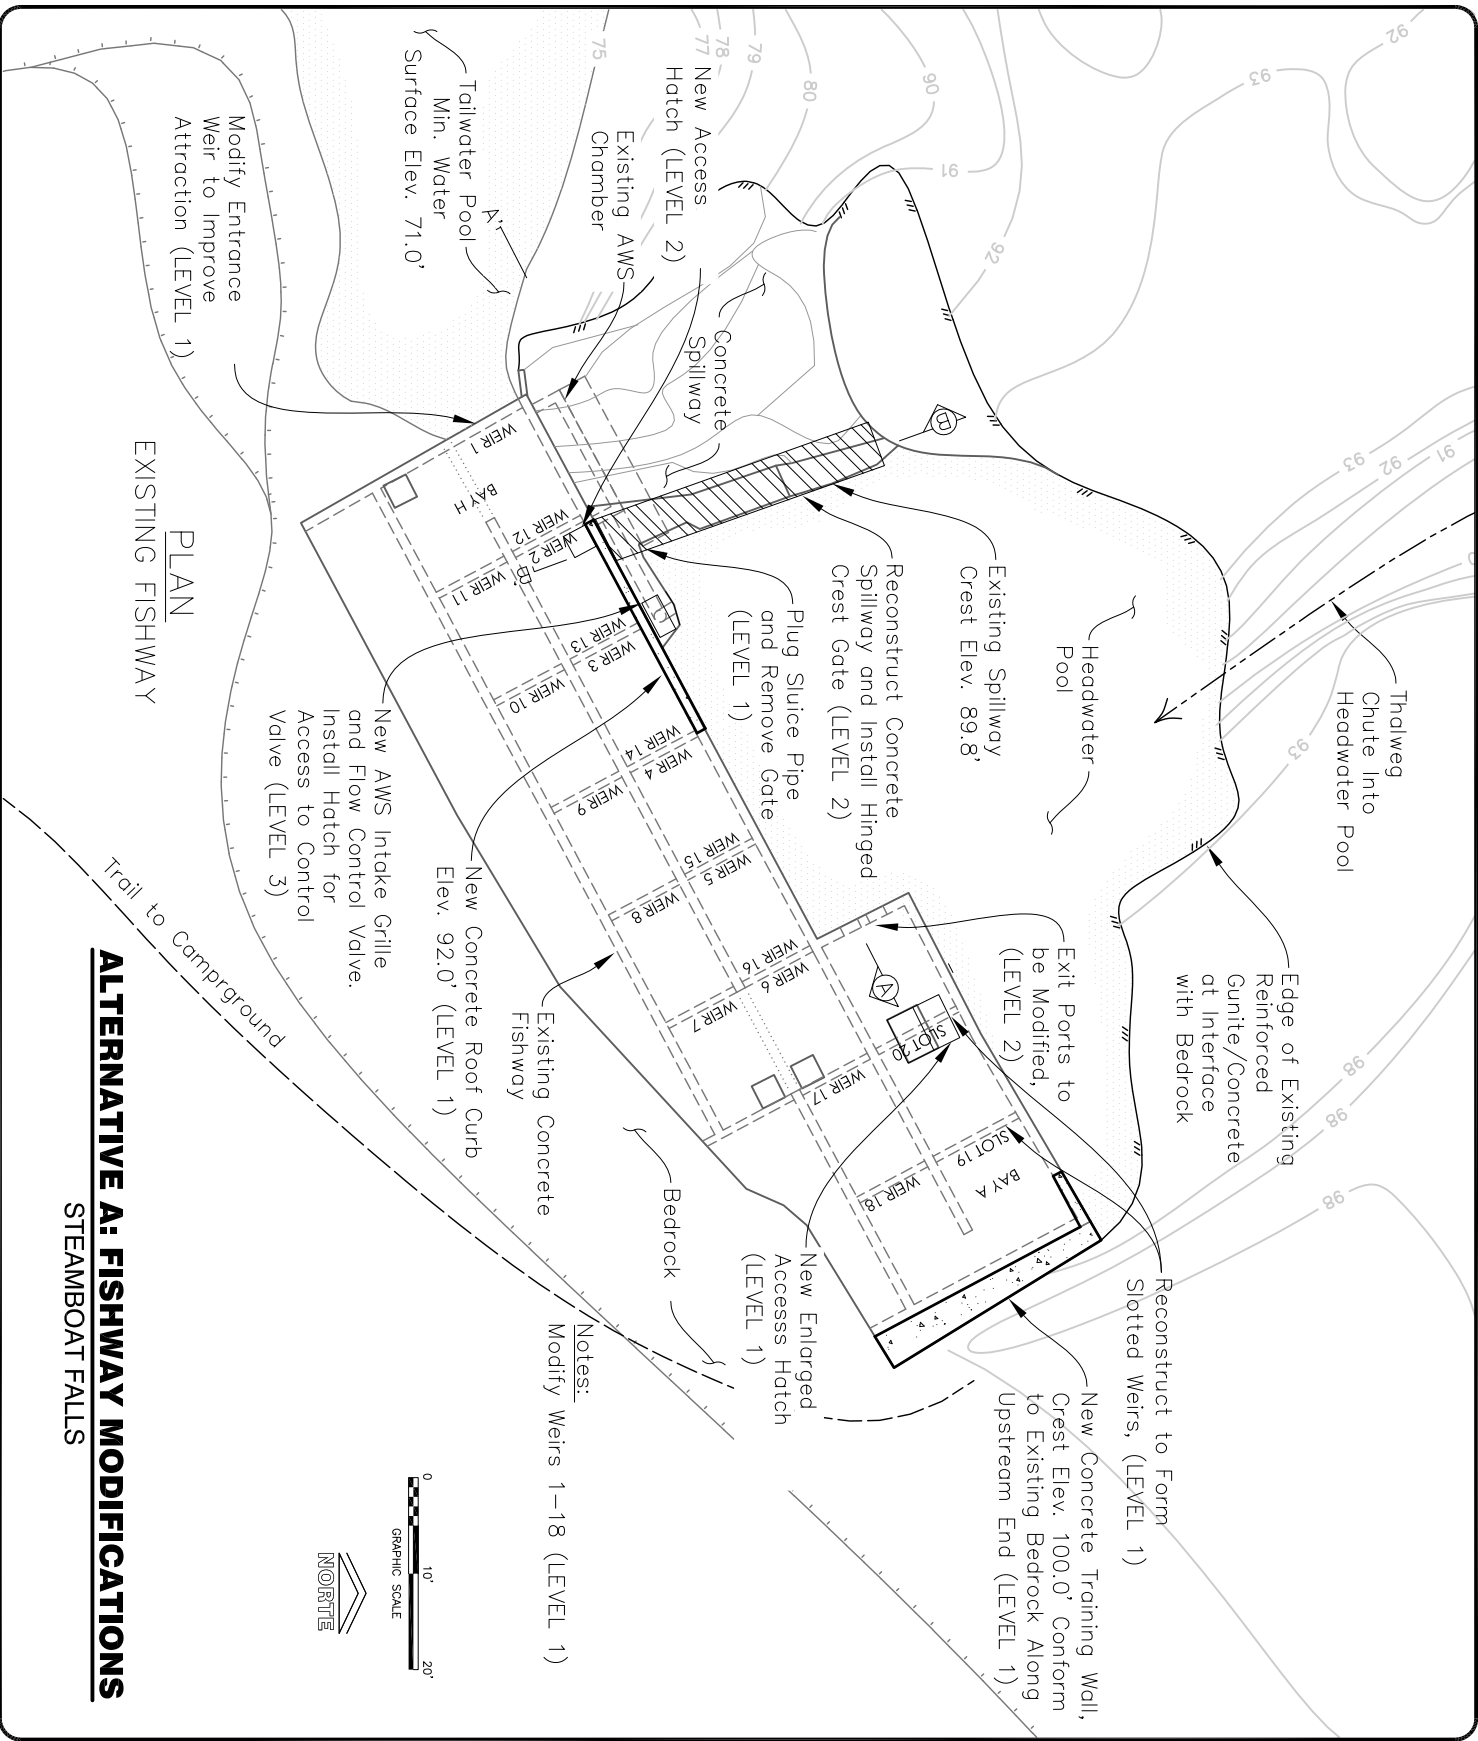 Thalweg
Chute Into
Headwater Pool
Edge of Existing
Reinforced
Gunite/Concrete
at Interface
with Bedrock
Reconstruct to Form
Slotted Weirs, (LEVEL 1)
New Concrete Training Wall,
Crest Elev. 100.0' Conform
to Existing Bedrock Along
Upstream End (LEVEL 1)
Headwater
Pool
Exit Ports to
be Modified,
(LEVEL 2)
Existing Spillway
Crest Elev. 89.8'
Reconstruct Concrete
Spillway and Install Hinged
Crest Gate (LEVEL 2)
Plug Sluice Pipe
and Remove Gate
(LEVEL 1)
New Enlarged
Accesss Hatch
(LEVEL 1)
Concrete
Spillway
New Access
Hatch (LEVEL 2)
Existing AWS
Chamber
Bedrock
Notes:
Modify Weirs 1-18 (LEVEL 1)
Tailwater Pool
Min. Water
Surface Elev. 71.0'
Existing Concrete
Fishway
New Concrete Roof Curb
Elev. 92.0' (LEVEL 1)
New AWS Intake Grille
and Flow Control Valve.
Install Hatch for
Access to Control
Valve (LEVEL 3)
Modify Entrance
Weir to Improve
Attraction (LEVEL 1)
Trail to Camprground
WEIR 1
BAY H
WEIR 12
WEIR 2
WEIR 11
WEIR 13
WEIR 3
WEIR 10
WEIR 14
WEIR 4
WEIR 9
WEIR 15
WEIR 5
WEIR 8
WEIR 16
WEIR 6
WEIR 7
WEIR 17
SLOT 20
SLOT 19
WEIR 18
BAY A
A
A'
B
B'
75
77
78
79
80
90
91
92
93
92
93
92
91
93
98
98
98
0
10'
20'
GRAPHIC SCALE
NORTE
PLAN
EXISTING FISHWAY
ALTERNATIVE A: FISHWAY MODIFICATIONS
STEAMBOAT FALLS